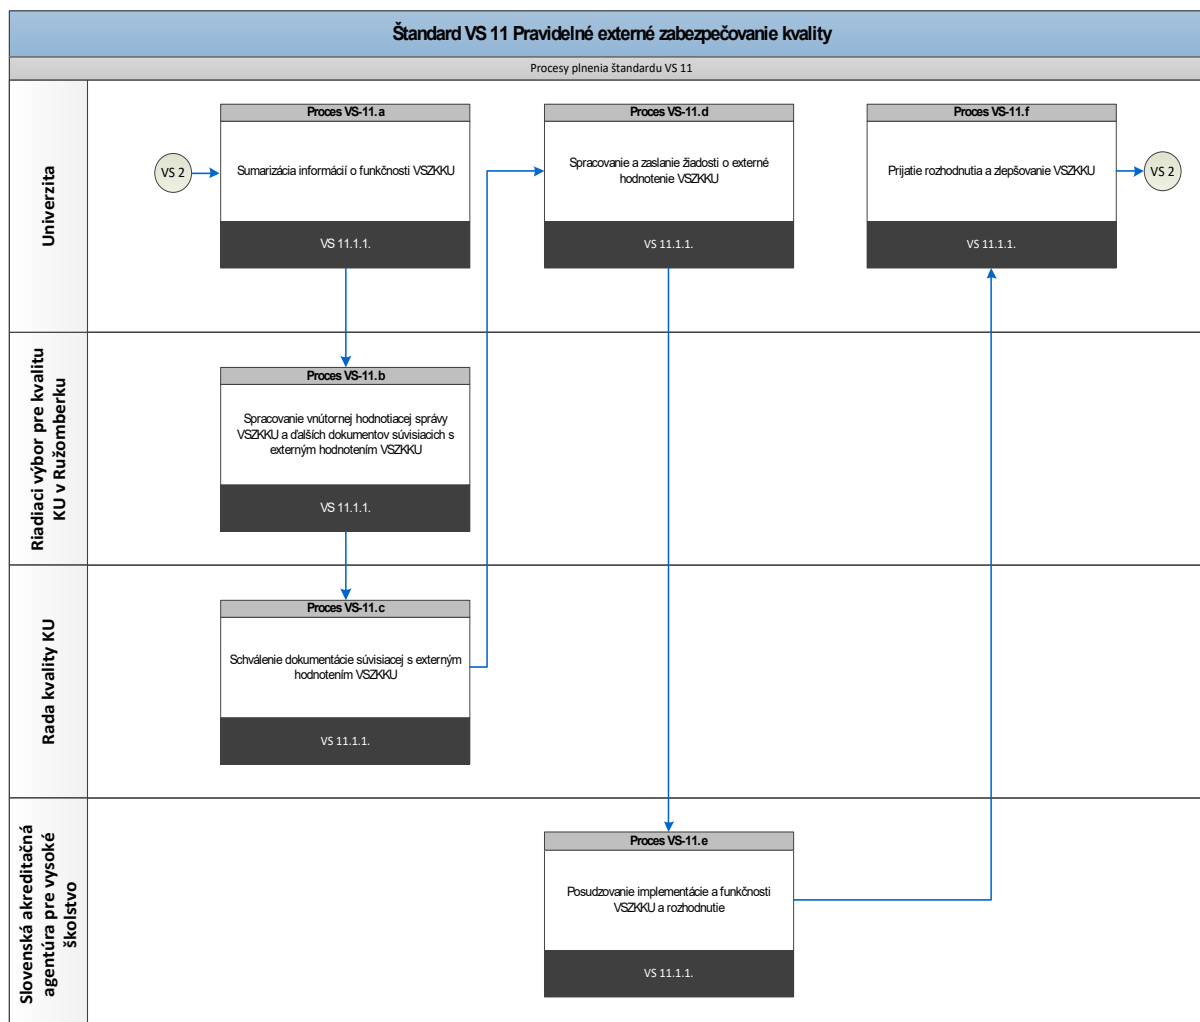 Štandard VS 11 Pravidelné externé zabezpečovanie kvality
Procesy plnenia štandardu VS 11
Univerzita
VS 2
Proces VS-11.a
Sumarizácia informácií o funkčnosti VSZKKU
VS 11.1.1.
Proces VS-11.d
Spracovanie a zaslanie žiadosti o externé
hodnotenie VSZKKU
VS 11.1.1.
Proces VS-11.f
Prijatie rozhodnutia a zlepšovanie VSZKKU
VS 11.1.1.
VS 2
Riadiaci výbor pre kvalitu
KU v Ružomberku
Proces VS-11.b
Spracovanie vnútornej hodnotiacej správy
VSZKKU a ďalších dokumentov súvisiacich s
externým hodnotením VSZKKU
VS 11.1.1.
Rada kvality KU
Proces VS-11.c
Schválenie dokumentácie súvisiacej s externým
hodnotením VSZKKU
VS 11.1.1.
Slovenská akreditačná
agentúra pre vysoké
školstvo
Proces VS-11.e
Posudzovanie implementácie a funkčnosti
VSZKKU a rozhodnutie
VS 11.1.1.